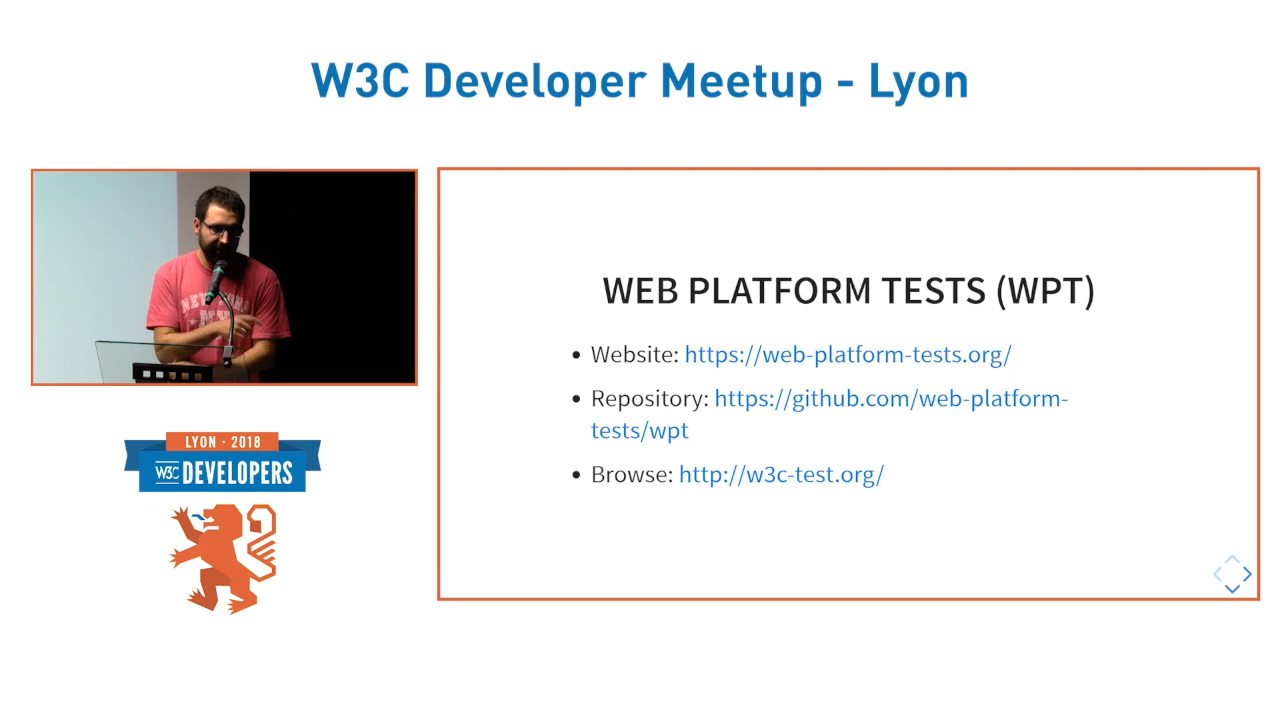 W3C Developer Meetup - Lyon
WEB PLATFORM TESTS (WPT)
Website: https://web-platform-tests.org/
Repository: https://github.com/web-platform-
tests/wpt
Browse: http://w3c-test.org/
LYON · 2018
W3C DEVELOPERS